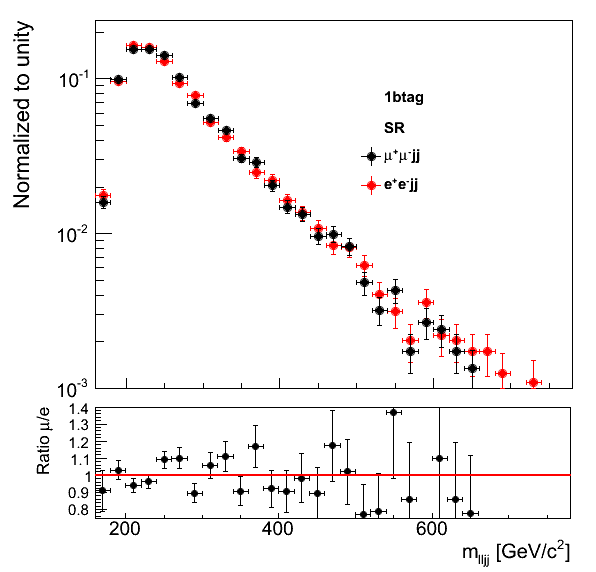 Normalized to unity
10⁻¹
10⁻²
10⁻³
1btag
SR
μ⁺μ⁻jj
e⁺e⁻jj
Ratio μ/e
1.4
1.3
1.2
1.1
1
0.9
0.8
200
400
600
m_lljj [GeV/c²]